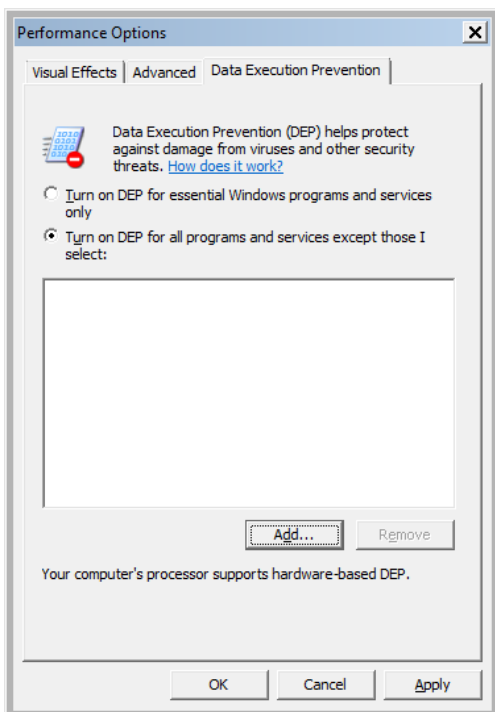 Performance Options
Visual Effects Advanced Data Execution Prevention
Data Execution Prevention (DEP) helps protect
against damage from viruses and other security
threats. How does it work?
Turn on DEP for essential Windows programs and services
only
Turn on DEP for all programs and services except those I
select:
Add... Remove
Your computer's processor supports hardware-based DEP.
OK Cancel Apply